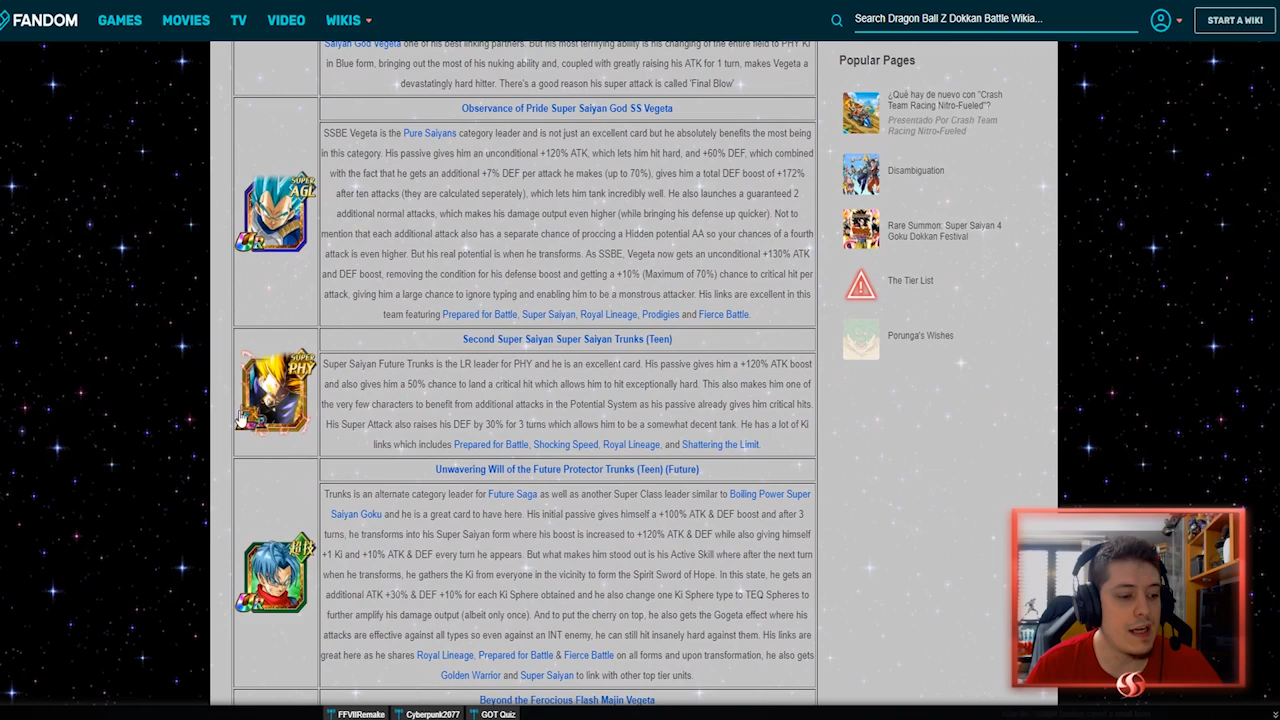 FANDOM GAMES MOVIES TV VIDEO WIKIS Search Dragon Ball Z Dokkan Battle Wikia... START A WIKI
Saiyan God Vegeta one of his best linking partners. But his most terrifying ability is his changing of the entire field to PHY Ki
in Blue form, bringing out the most of his nuking ability and, coupled with greatly raising his ATK for 1 turn, makes Vegeta a
devastatingly hard hitter. There's a good reason his super attack is called 'Final Blow'
Observance of Pride Super Saiyan God SS Vegeta
SUPER
AGL
UR
SSBE Vegeta is the Pure Saiyans category leader and is not just an excellent card but he absolutely benefits the most being
in this category. His passive gives him an unconditional +120% ATK, which lets him hit hard, and +60% DEF, which combined
with the fact that he gets an additional +7% DEF per attack he makes (up to 70%), gives him a total DEF boost of +172%
after ten attacks (they are calculated seperately), which lets him tank incredibly well. He also launches a guaranteed 2
additional normal attacks, which makes his damage output even higher (while bringing his defense up quicker). Not to
mention that each additional attack also has a separate chance of proccing a Hidden potential AA so your chances of a fourth
attack is even higher. But his real potential is when he transforms. As SSBE, Vegeta now gets an unconditional +130% ATK
and DEF boost, removing the condition for his defense boost and getting a +10% (Maximum of 70%) chance to critical hit per
attack, giving him a large chance to ignore typing and enabling him to be a monstrous attacker. His links are excellent in this
team featuring Prepared for Battle, Super Saiyan, Royal Lineage, Prodigies and Fierce Battle.
Second Super Saiyan Super Saiyan Trunks (Teen)
SUPER
PHY
Super Saiyan Future Trunks is the LR leader for PHY and he is an excellent card. His passive gives him a +120% ATK boost
and also gives him a 50% chance to land a critical hit which allows him to hit exceptionally hard. This also makes him one of
the very few characters to benefit from additional attacks in the Potential System as his passive already gives him critical hits.
His Super Attack also raises his DEF by 30% for 3 turns which allows him to be a somewhat decent tank. He has a lot of Ki
links which includes Prepared for Battle, Shocking Speed, Royal Lineage, and Shattering the Limit.
Unwavering Will of the Future Protector Trunks (Teen) (Future)
超技
UR
Trunks is an alternate category leader for Future Saga as well as another Super Class leader similar to Boiling Power Super
Saiyan Goku and he is a great card to have here. His initial passive gives himself a +100% ATK & DEF boost and after 3
turns, he transforms into his Super Saiyan form where his boost is increased to +120% ATK & DEF while also giving himself
+1 Ki and +10% ATK & DEF every turn he appears. But what makes him stood out is his Active Skill where after the next turn
when he transforms, he gathers the Ki from everyone in the vicinity to form the Spirit Sword of Hope. In this state, he gets an
additional ATK +30% & DEF +10% for each Ki Sphere obtained and he also change one Ki Sphere type to TEQ Spheres to
further amplify his damage output (albeit only once). And to put the cherry on top, he also gets the Gogeta effect where his
attacks are effective against all types so even against an INT enemy, he can still hit insanely hard against them. His links are
great here as he shares Royal Lineage, Prepared for Battle & Fierce Battle on all forms and upon transformation, he also gets
Golden Warrior and Super Saiyan to link with other top tier units.
Beyond the Ferocious Flash Majin Vegeta
Popular Pages
¿Qué hay de nuevo con "Crash
Team Racing Nitro-Fueled"?
Presentado Por Crash Team
Racing Nitro-Fueled
Disambiguation
Rare Summon: Super Saiyan 4
Goku Dokkan Festival
The Tier List
Porunga's Wishes
FFVIIRemake Cyberpunk2077 GOT Quiz